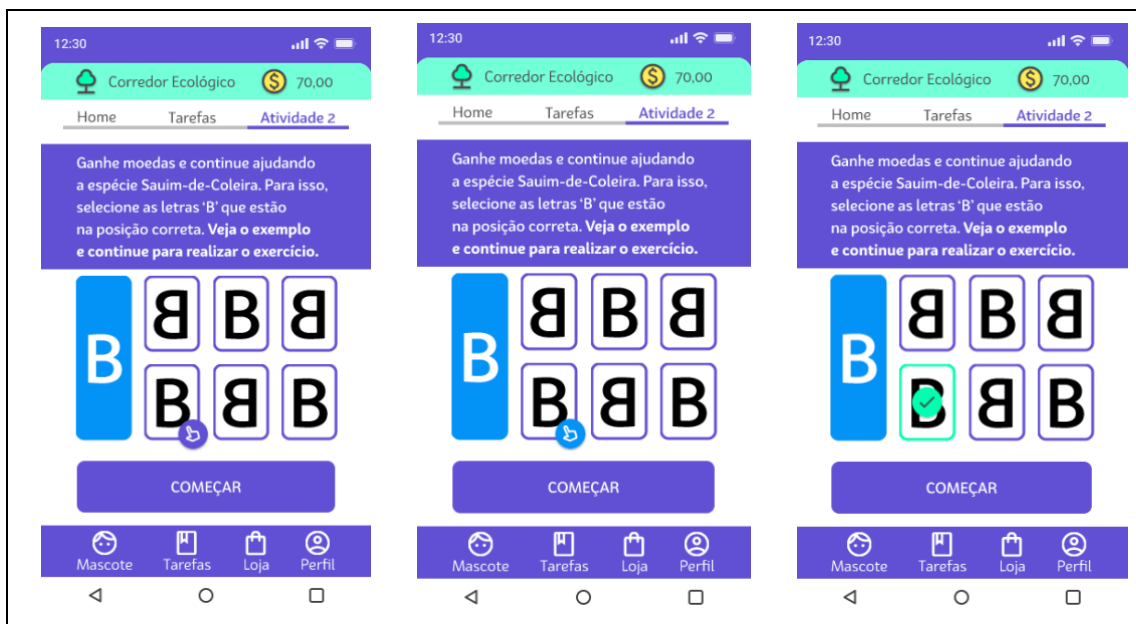 12:30
Corredor Ecológico 70,00
Home Tarefas Atividade 2
Ganhe moedas e continue ajudando
a espécie Sauim-de-Coleira. Para isso,
selecione as letras ‘B’ que estão
na posição correta. Veja o exemplo
e continue para realizar o exercício.
B
B B B
B B B
COMEÇAR
Mascote Tarefas Loja Perfil
12:30
Corredor Ecológico 70,00
Home Tarefas Atividade 2
Ganhe moedas e continue ajudando
a espécie Sauim-de-Coleira. Para isso,
selecione as letras ‘B’ que estão
na posição correta. Veja o exemplo
e continue para realizar o exercício.
B
B B B
B B B
COMEÇAR
Mascote Tarefas Loja Perfil
12:30
Corredor Ecológico 70,00
Home Tarefas Atividade 2
Ganhe moedas e continue ajudando
a espécie Sauim-de-Coleira. Para isso,
selecione as letras ‘B’ que estão
na posição correta. Veja o exemplo
e continue para realizar o exercício.
B
B B B
B B B
COMEÇAR
Mascote Tarefas Loja Perfil